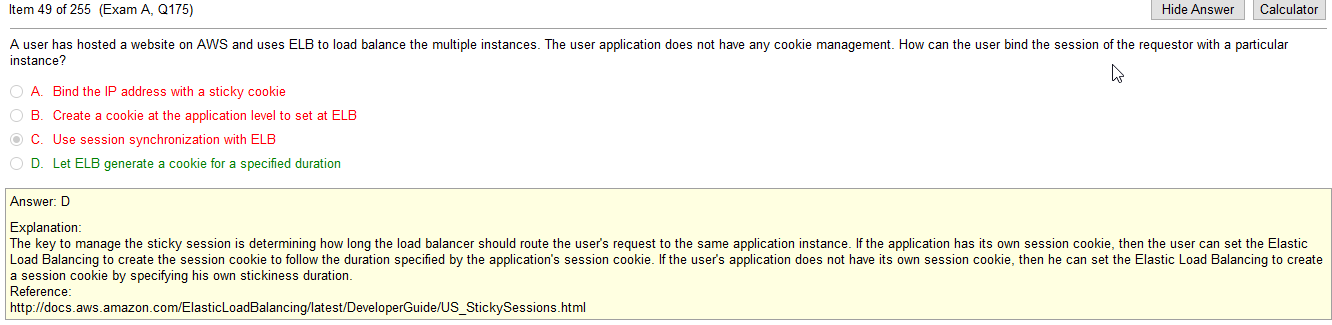 Item 49 of 255 (Exam A, Q175)
Hide Answer
Calculator
A user has hosted a website on AWS and uses ELB to load balance the multiple instances. The user application does not have any cookie management. How can the user bind the session of the requestor with a particular
instance?
A. Bind the IP address with a sticky cookie
B. Create a cookie at the application level to set at ELB
C. Use session synchronization with ELB
D. Let ELB generate a cookie for a specified duration
Answer: D
Explanation:
The key to manage the sticky session is determining how long the load balancer should route the user's request to the same application instance. If the application has its own session cookie, then the user can set the Elastic
Load Balancing to create the session cookie to follow the duration specified by the application's session cookie. If the user's application does not have its own session cookie, then he can set the Elastic Load Balancing to create
a session cookie by specifying his own stickiness duration.
Reference:
http://docs.aws.amazon.com/ElasticLoadBalancing/latest/DeveloperGuide/US_StickySessions.html